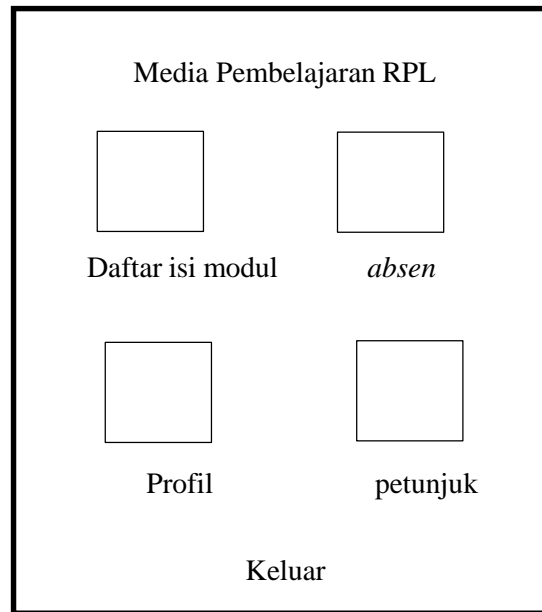 Media Pembelajaran RPL
Daftar isi modul absen
Profil petunjuk
Keluar